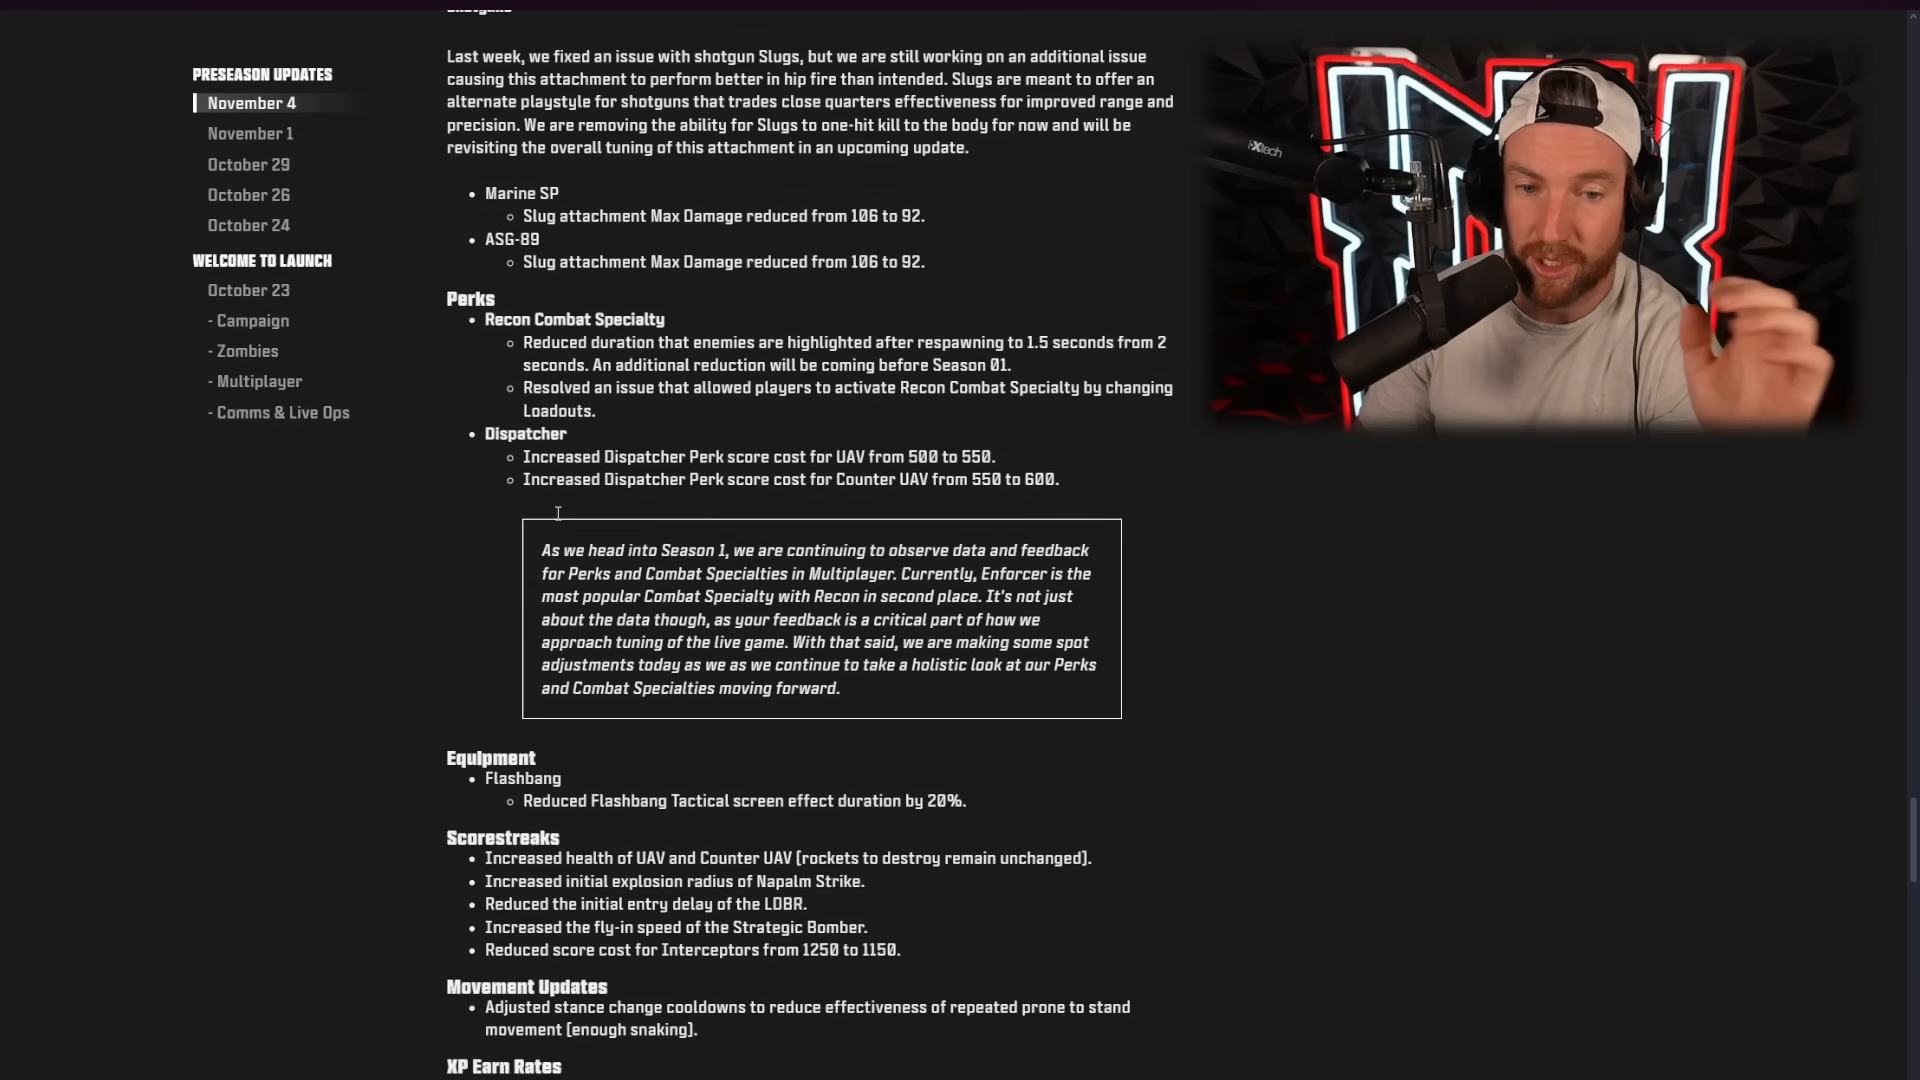 Shotguns
PRESEASON UPDATES
November 4
November 1
October 29
October 26
October 24
WELCOME TO LAUNCH
October 23
- Campaign
- Zombies
- Multiplayer
- Comms & Live Ops
Last week, we fixed an issue with shotgun Slugs, but we are still working on an additional issue
causing this attachment to perform better in hip fire than intended. Slugs are meant to offer an
alternate playstyle for shotguns that trades close quarters effectiveness for improved range and
precision. We are removing the ability for Slugs to one-hit kill to the body for now and will be
revisiting the overall tuning of this attachment in an upcoming update.
• Marine SP
◦ Slug attachment Max Damage reduced from 106 to 92.
• ASG-89
◦ Slug attachment Max Damage reduced from 106 to 92.
Perks
• Recon Combat Specialty
◦ Reduced duration that enemies are highlighted after respawning to 1.5 seconds from 2
seconds. An additional reduction will be coming before Season 01.
◦ Resolved an issue that allowed players to activate Recon Combat Specialty by changing
Loadouts.
• Dispatcher
◦ Increased Dispatcher Perk score cost for UAV from 500 to 550.
◦ Increased Dispatcher Perk score cost for Counter UAV from 550 to 600.
As we head into Season 1, we are continuing to observe data and feedback
for Perks and Combat Specialties in Multiplayer. Currently, Enforcer is the
most popular Combat Specialty with Recon in second place. It's not just
about the data though, as your feedback is a critical part of how we
approach tuning of the live game. With that said, we are making some spot
adjustments today as we as we continue to take a holistic look at our Perks
and Combat Specialties moving forward.
Equipment
• Flashbang
◦ Reduced Flashbang Tactical screen effect duration by 20%.
Scorestreaks
• Increased health of UAV and Counter UAV [rockets to destroy remain unchanged].
• Increased initial explosion radius of Napalm Strike.
• Reduced the initial entry delay of the LDBR.
• Increased the fly-in speed of the Strategic Bomber.
• Reduced score cost for Interceptors from 1250 to 1150.
Movement Updates
• Adjusted stance change cooldowns to reduce effectiveness of repeated prone to stand
movement [enough snaking].
XP Earn Rates